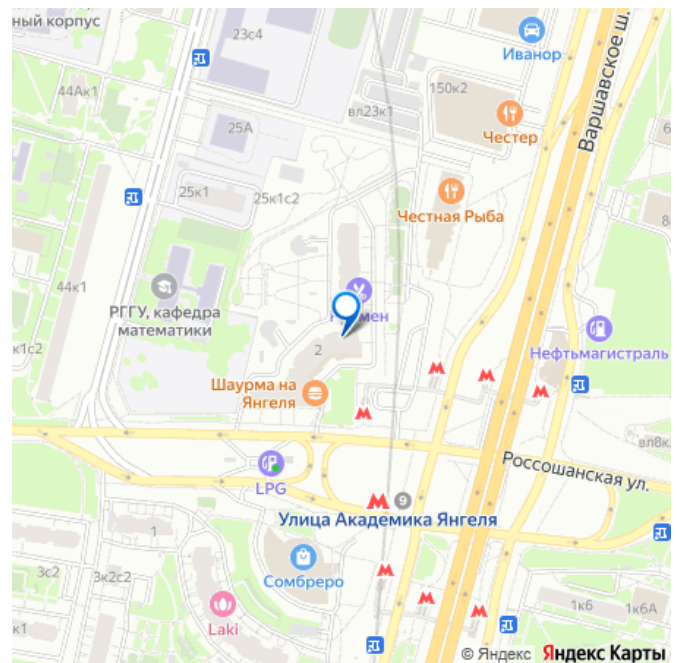 ный корпус
23с4
Иванор
Варшавское ш.
44Ак1
150к2
вл23к1
Честер
25А
25к1
25к1с2
Честная Рыба
44к1
РГГУ, кафедра
математики
мен
Нефтьмагистраль
к1с2
2
Шаурма на
Янгеля
М
М
М
М
вл8к
Россошанская ул.
LPG
М
9
Улица Академика Янгеля
1
Сомбреро
3с2
3к2с2
М
М
М
1к6
1к6А
Laki
к1
© Яндекс Яндекс Карты